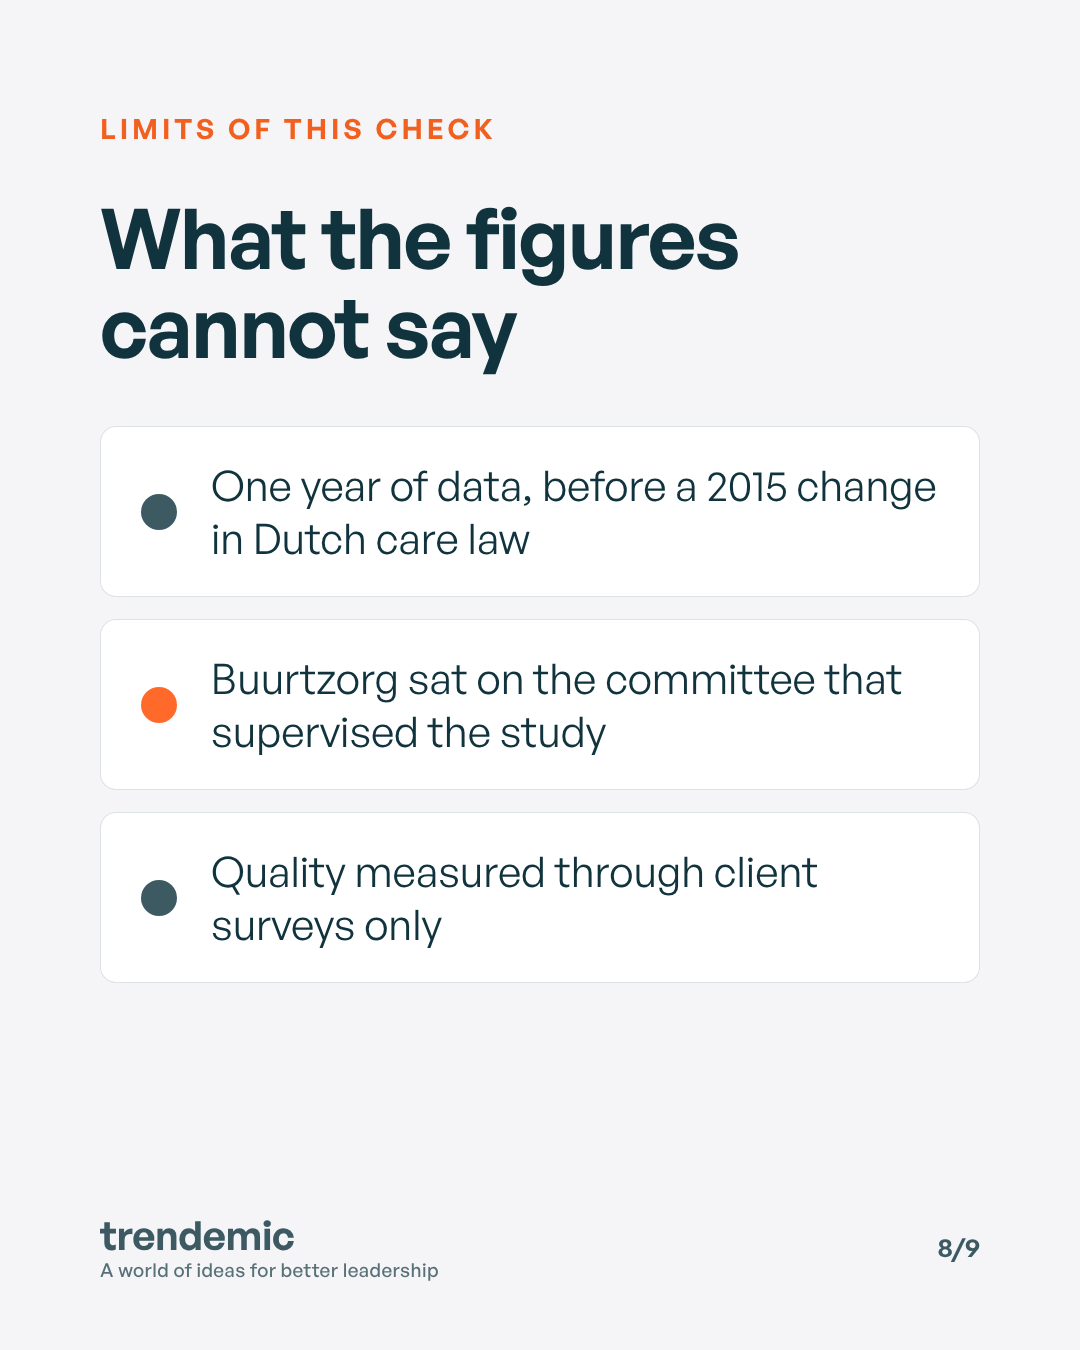 LIMITS OF THIS CHECK
What the figures
cannot say
One year of data, before a 2015 change
in Dutch care law
Buurtzorg sat on the committee that
supervised the study
Quality measured through client
surveys only
trendemic
A world of ideas for better leadership
8/9